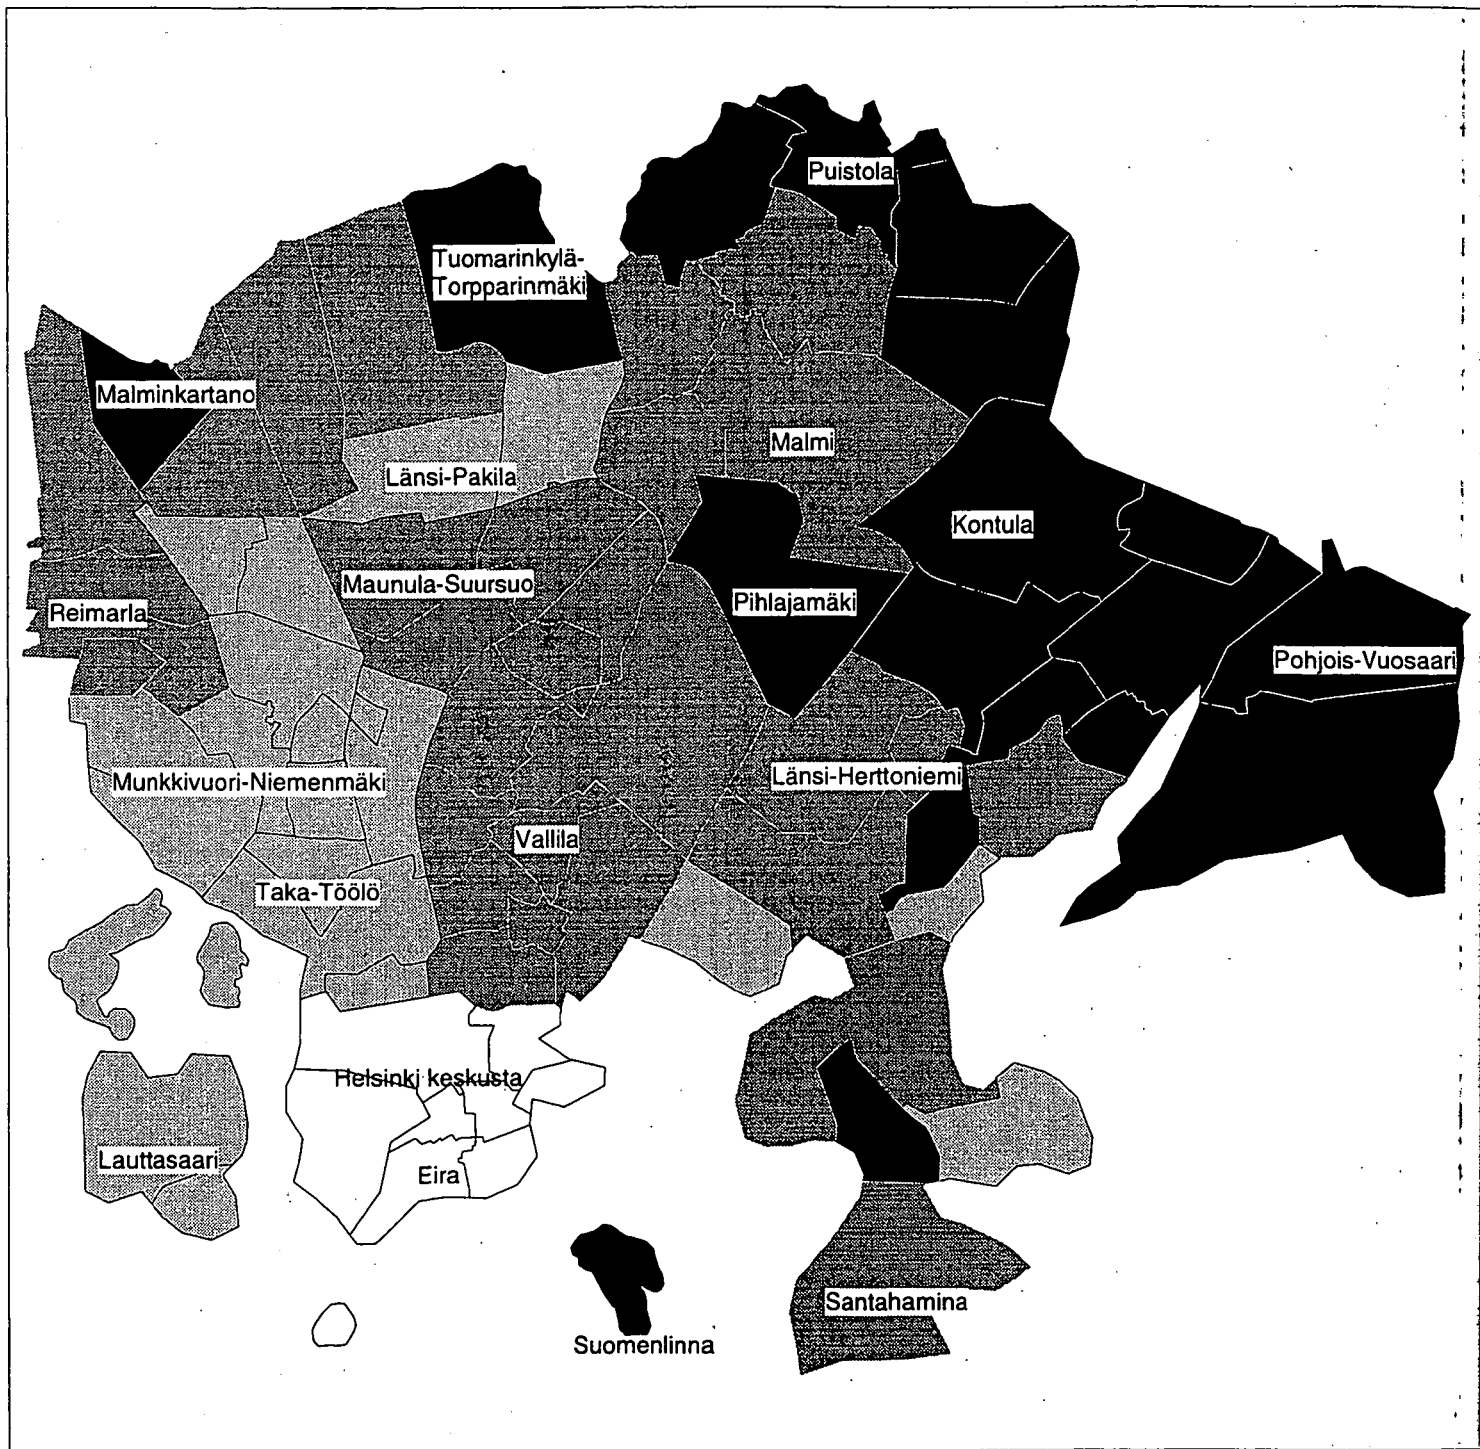 Puistola
Tuomarinkylä-
Torpparinmäki
Malminkartano
Malmi
Länsi-Pakila
Kontula
Maunula-Suursuo
Pihlajamäki
Reimarla
Pohjois-Vuosaari
Munkkivuori-Niemenmäki
Länsi-Herttoniemi
Vallila
Taka-Töölö
Helsinki keskusta
Lauttasaari
Eira
Santahamina
Suomenlinna